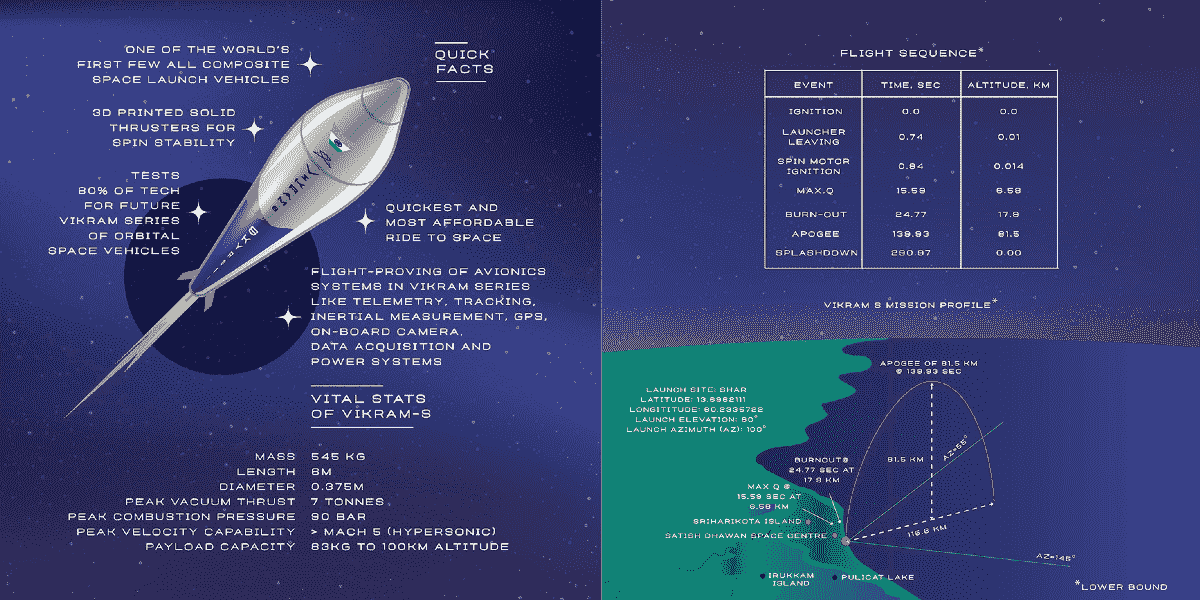 ONE OF THE WORLD'S
FIRST FEW ALL COMPOSITE
SPACE LAUNCH VEHICLES
QUICK
FACTS
3D PRINTED SOLID
THRUSTERS FOR
SPIN STABILITY
TESTS
80% OF TECH
FOR FUTURE
VIKRAM SERIES
OF ORBITAL
SPACE VEHICLES
QUICKEST AND
MOST AFFORDABLE
RIDE TO SPACE
FLIGHT-PROVING OF AVIONICS
SYSTEMS IN VIKRAM SERIES
LIKE TELEMETRY, TRACKING,
INERTIAL MEASUREMENT, GPS,
ON-BOARD CAMERA,
DATA ACQUISITION AND
POWER SYSTEMS
VITAL STATS
OF VIKRAM-S
MASS 545 KG
LENGTH 6M
DIAMETER 0.375M
PEAK VACUUM THRUST 7 TONNES
PEAK COMBUSTION PRESSURE 90 BAR
PEAK VELOCITY CAPABILITY > MACH 5 (HYPERSONIC)
PAYLOAD CAPACITY 83KG TO 100KM ALTITUDE
FLIGHT SEQUENCE*
EVENT TIME, SEC ALTITUDE, KM
IGNITION 0.0 0.0
LAUNCHER
LEAVING 0.74 0.01
SPIN MOTOR
IGNITION 0.84 0.014
MAX.Q 15.59 6.58
BURN-OUT 24.77 17.9
APOGEE 139.93 81.5
SPLASHDOWN 290.97 0.00
VIKRAM S MISSION PROFILE*
APOGEE OF 81.5 KM
@ 139.93 SEC
LAUNCH SITE: SHAR
LATITUDE: 13.6982111
LONGITITUDE: 80.2335722
LAUNCH ELEVATION: 80°
LAUNCH AZIMUTH (AZ): 100°
BURNOUT@
24.77 SEC AT
17.9 KM
81.5 KM
AZ=55°
MAX Q @
15.59 SEC AT
6.58 KM
SRIHARIKOTA ISLAND
SATISH DHAWAN SPACE CENTRE
KM
AZ=145°
IRUKKAM
ISLAND
PULICAT LAKE
*LOWER BOUND